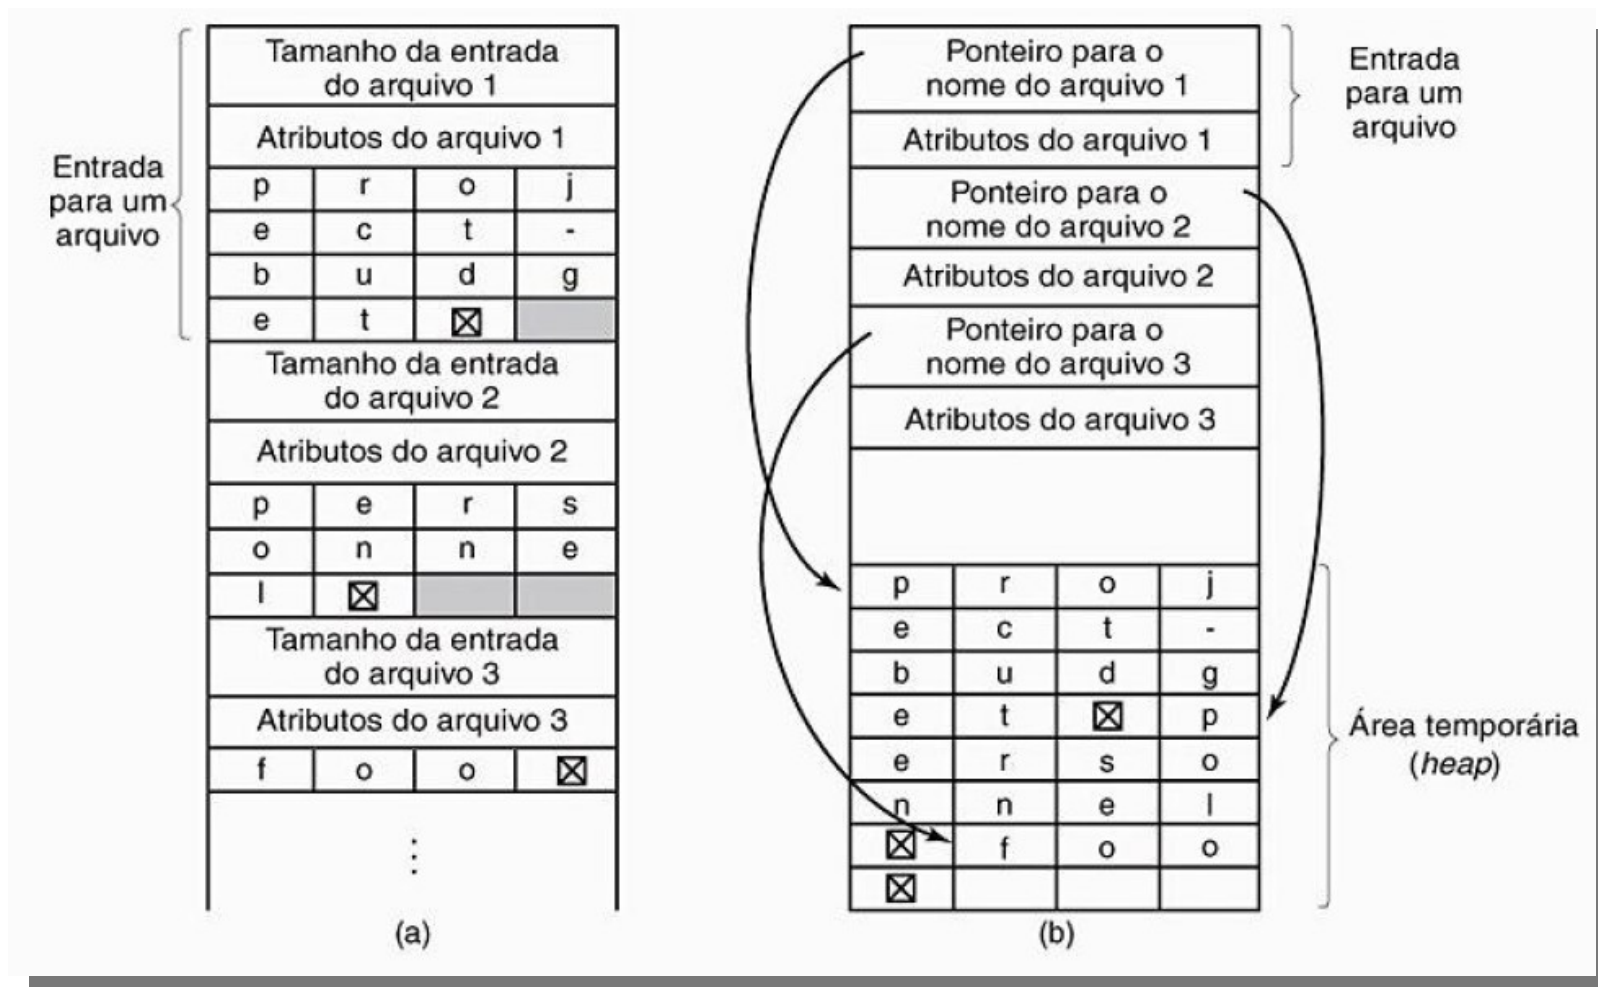 Tamanho da entrada
do arquivo 1
Atributos do arquivo 1
Entrada
para um
arquivo
p r o j
e c t -
b u d g
e t
Tamanho da entrada
do arquivo 2
Atributos do arquivo 2
p e r s
o n n e
l
Tamanho da entrada
do arquivo 3
Atributos do arquivo 3
f o o
(a)
Ponteiro para o
nome do arquivo 1
Atributos do arquivo 1
Entrada
para um
arquivo
Ponteiro para o
nome do arquivo 2
Atributos do arquivo 2
Ponteiro para o
nome do arquivo 3
Atributos do arquivo 3
p r o j
e c t -
b u d g
e t p
e r s o
n n e l
f o o
Área temporária
(heap)
(b)